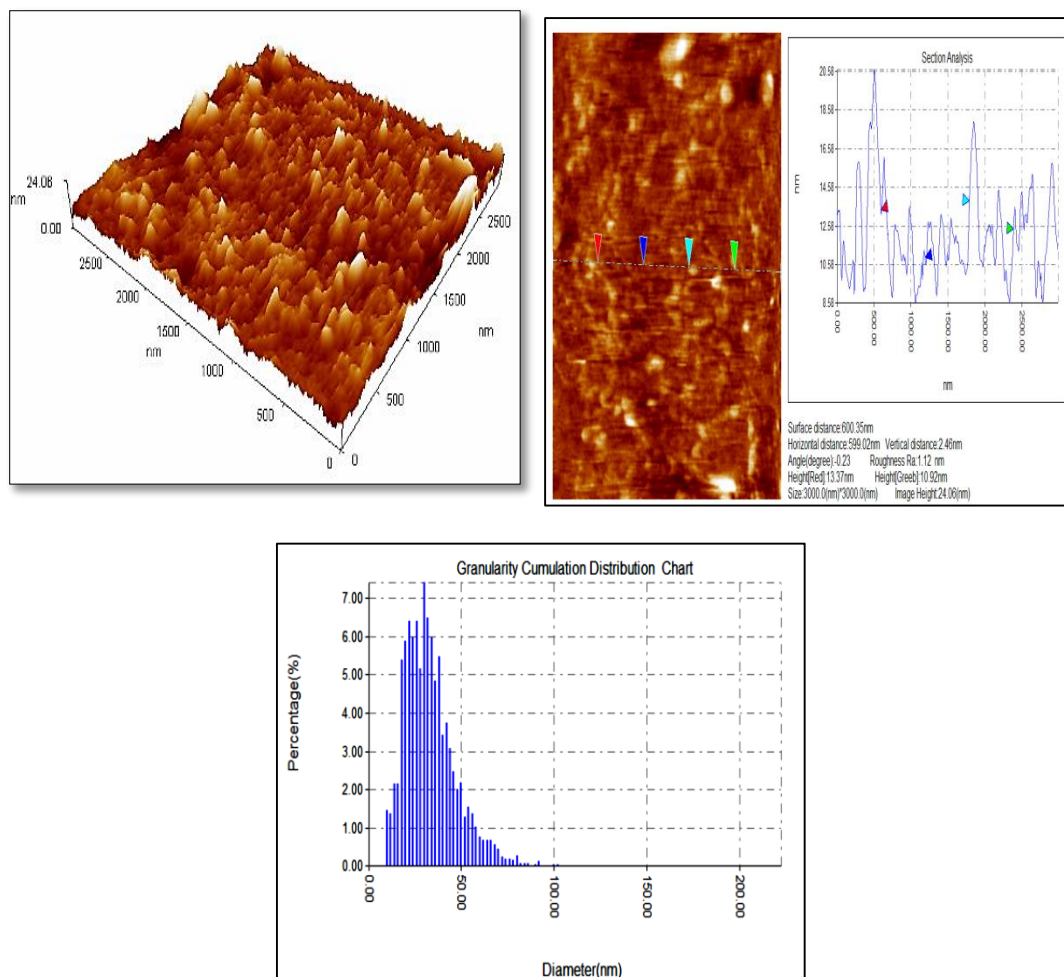 24.06
nm
0.00
2500
2000
1500
nm
1000
500
0
0
500
1000
1500
nm
2000
2500
Section Analysis
nm
20.58
18.58
16.58
14.58
12.58
10.58
8.58
0.00
500.00
1000.00
1500.00
2000.00
2500.00
nm
Surface distance:600.35nm
Horizontal distance:599.02nm Vertical distance:2.46nm
Angle(degree):-0.23 Roughness Ra:1.12 nm
Height[Red]:13.37nm Height[Greeb]:10.92nm
Size:3000.0(nm)*3000.0(nm) Image Height:24.06(nm)
Granularity Cumulation Distribution Chart
Percentage(%)
7.00
6.00
5.00
4.00
3.00
2.00
1.00
0.00
0.00
50.00
100.00
150.00
200.00
Diameter(nm)